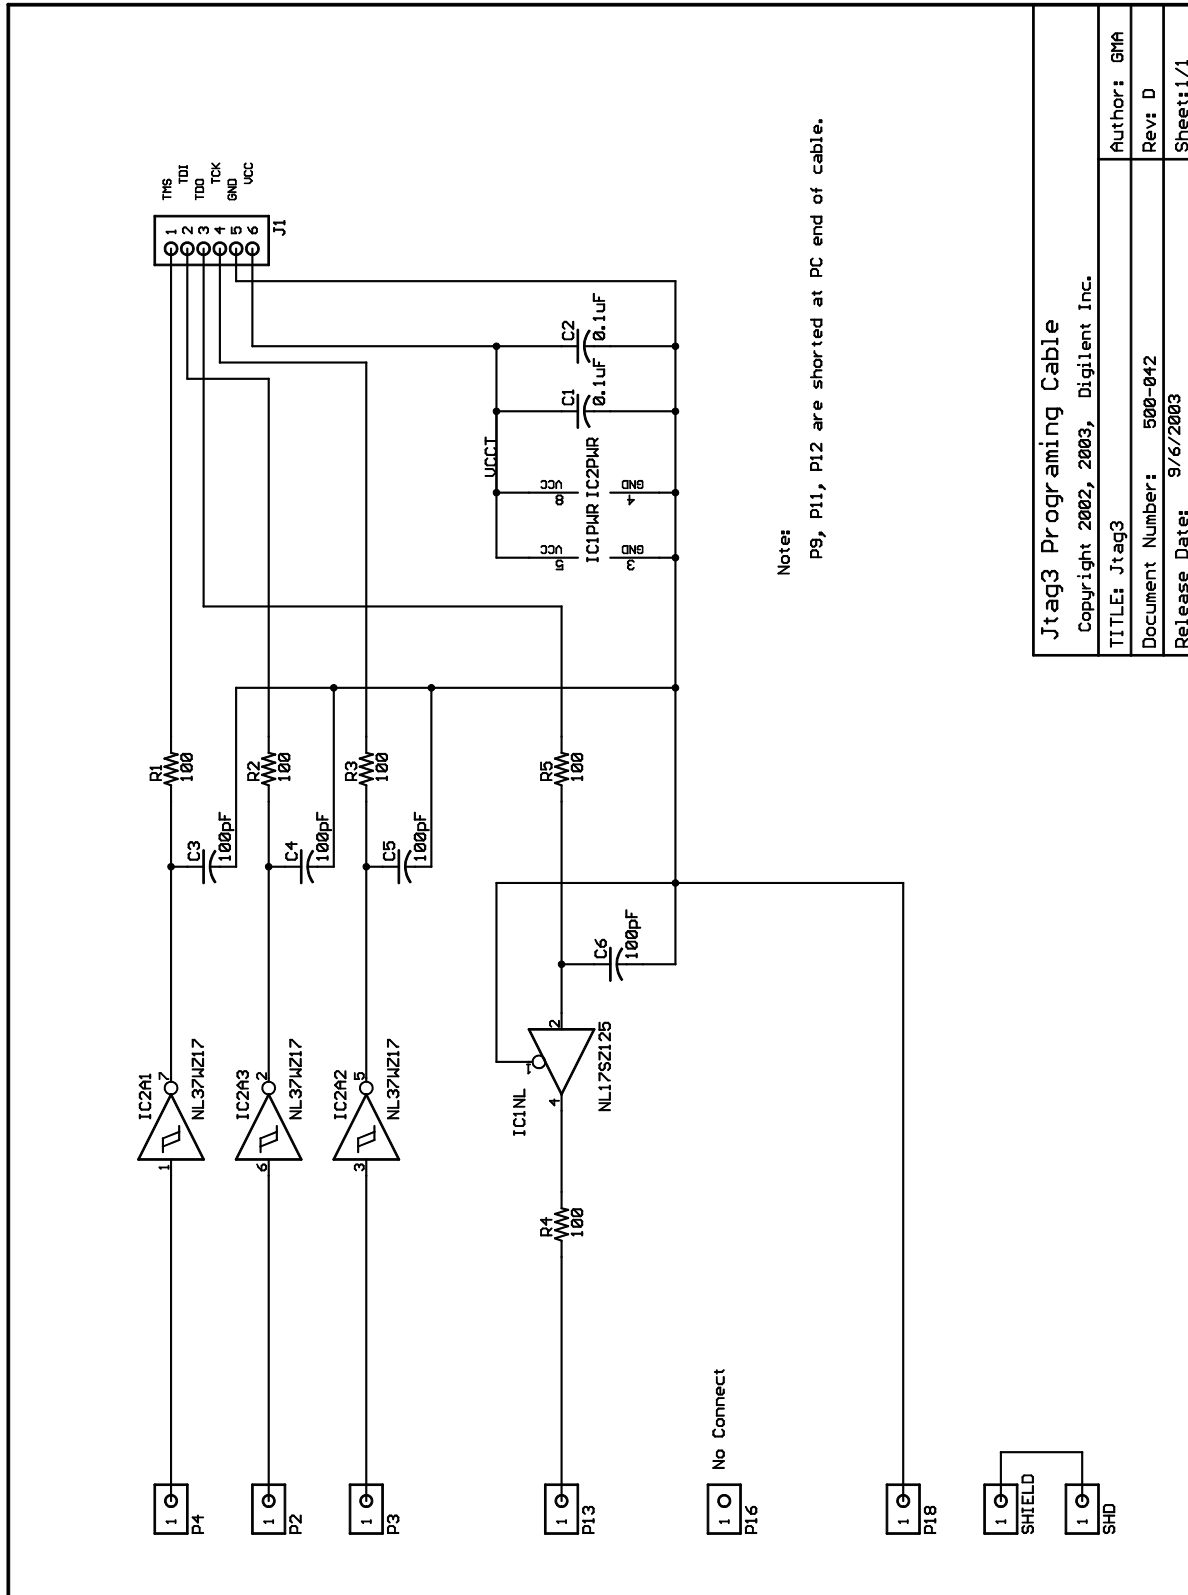 TMS
TDI
TDO
TCK
GND
VCC
1
2
3
4
5
6
J1
R1
100
C3
100pF
IC2A1
7
NL37WZ17
1
1
P4
R2
100
C4
100pF
IC2A3
2
NL37WZ17
6
1
P2
R3
100
C5
100pF
IC2A2
5
NL37WZ17
3
1
P3
VCCT
C2
0.1uF
C1
0.1uF
VCC
8
IC2PWR
GND
4
VCC
5
IC1PWR
GND
3
R5
100
C6
100pF
2
1
IC1NL
4
NL17SZ125
R4
100
1
P13
No Connect
1
P16
1
P18
1
SHIELD
1
SHD
Note:
P9, P11, P12 are shorted at PC end of cable.
Jtag3 Programing Cable
Copyright 2002, 2003, Digilent Inc.
TITLE: Jtag3
Author: GMA
Document Number: 500-042
Rev: D
Release Date: 9/6/2003
Sheet:1/1